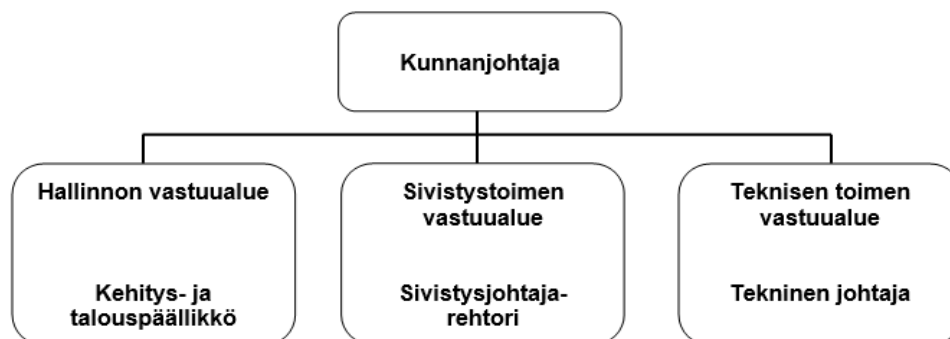 Kunnanjohtaja
Hallinnon vastuualue
Kehitys- ja
talouspäällikkö
Sivistystoimen
vastuualue
Sivistysjohtaja-
rehtori
Teknisen toimen
vastuualue
Tekninen johtaja